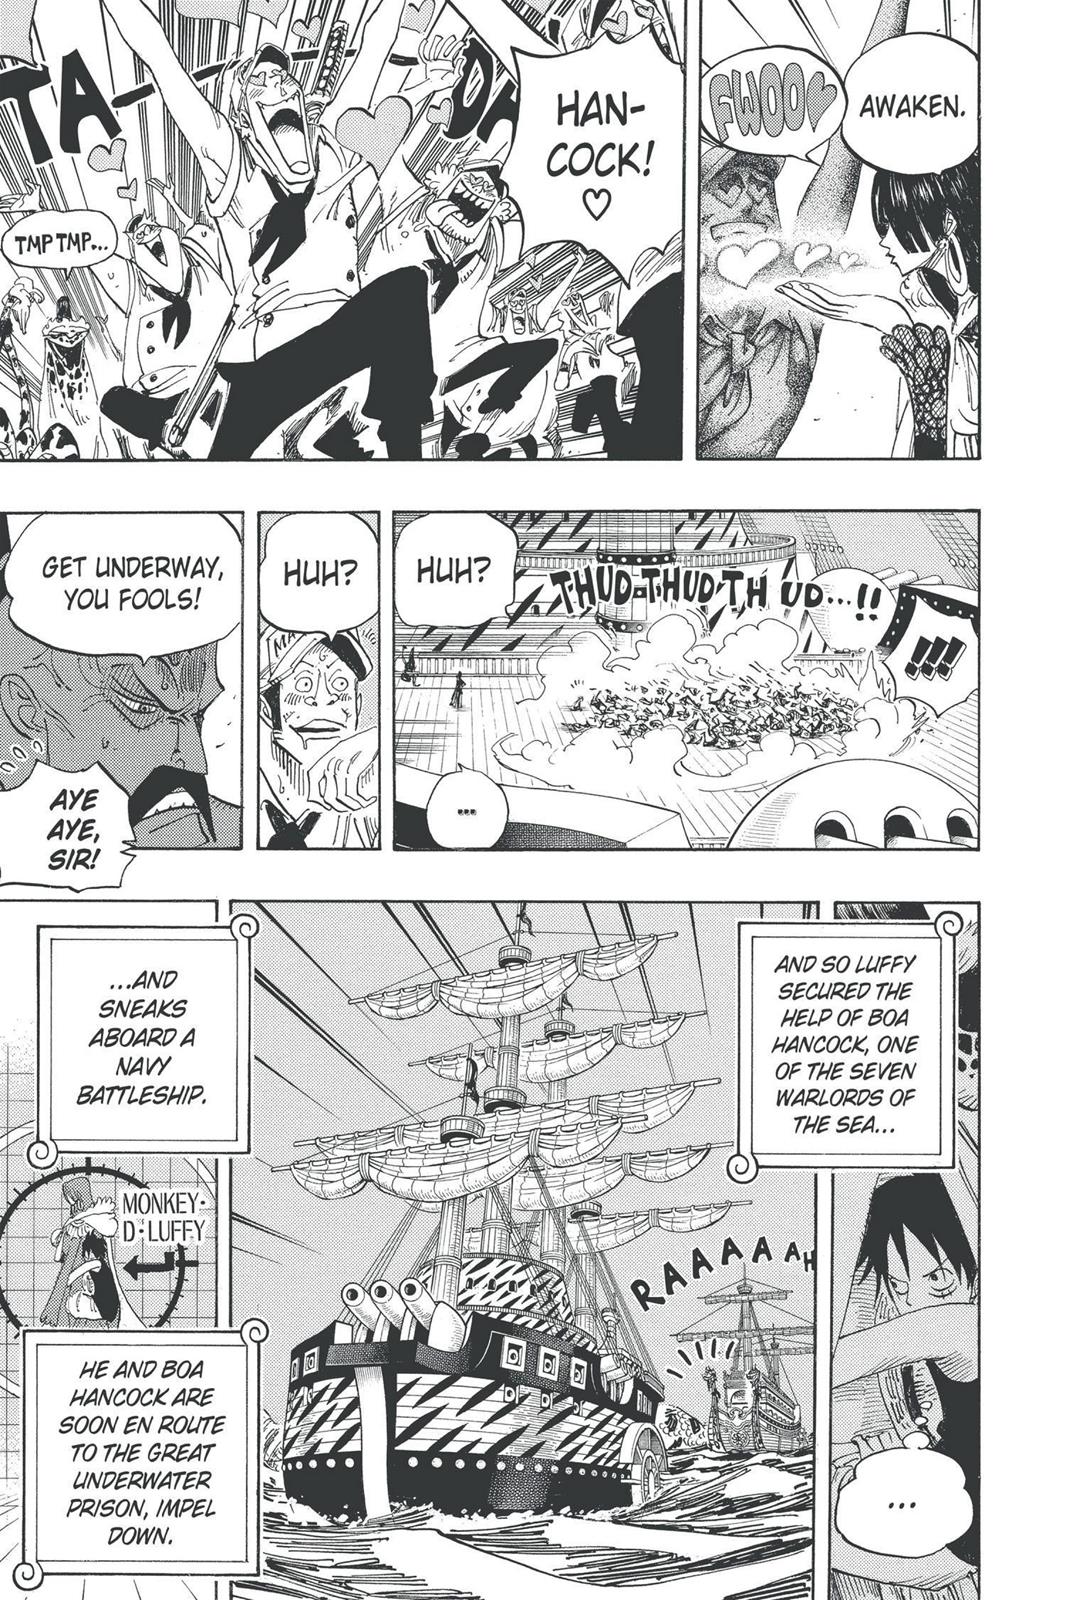 AWAKEN.
FWOO
HAN-
COCK!
TA-
DA
TMP TMP...
THUD-THUD-THUD...!!
!!!
HUH?
...
HUH?
MA
GET UNDERWAY,
YOU FOOLS!
AYE
AYE,
SIR!
AND SO LUFFY
SECURED THE
HELP OF BOA
HANCOCK, ONE
OF THE SEVEN
WARLORDS OF
THE SEA...
...
RAAAAAH
...AND
SNEAKS
ABOARD A
NAVY
BATTLESHIP.
MONKEY·
D·LUFFY
HE AND BOA
HANCOCK ARE
SOON EN ROUTE
TO THE GREAT
UNDERWATER
PRISON, IMPEL
DOWN.